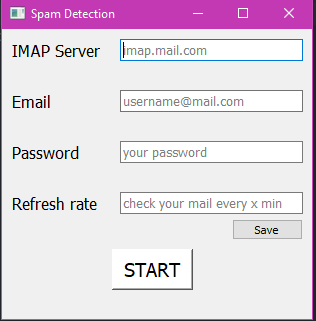 Spam Detection
IMAP Server imap.mail.com
Email username@mail.com
Password your password
Refresh rate check your mail every x min
Save
START